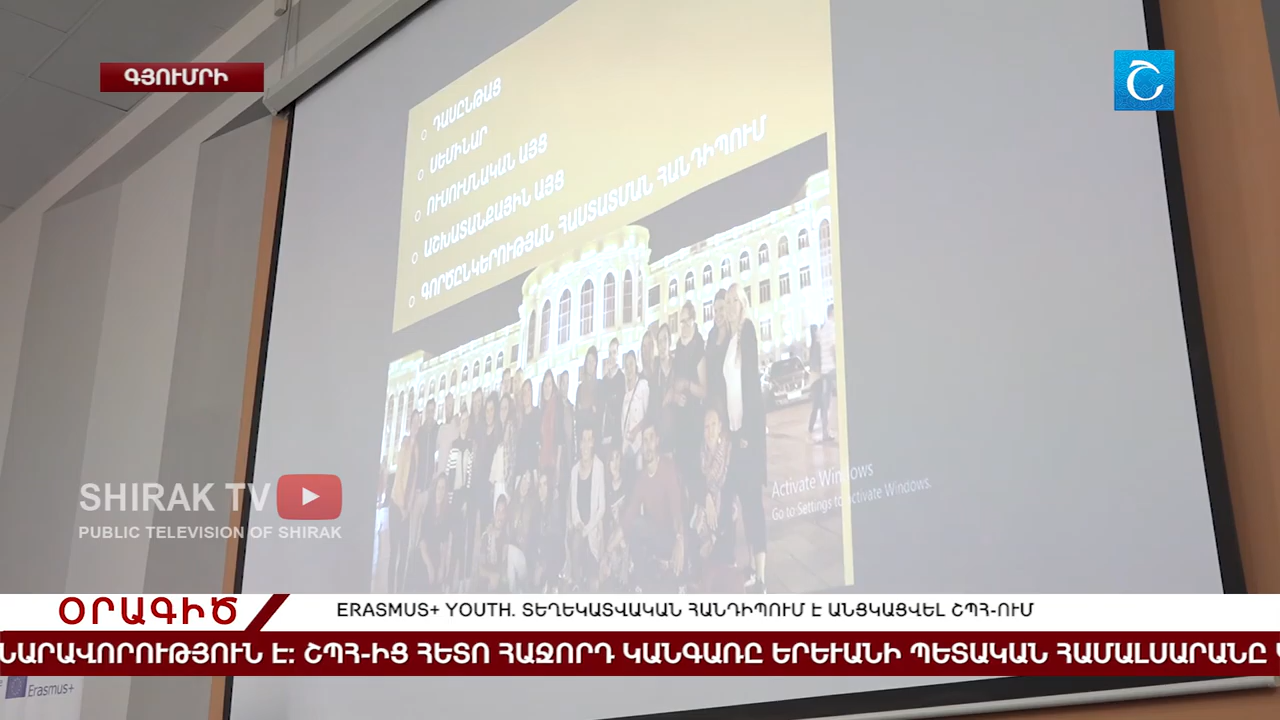 ԳՅՈՒՄՐԻ
ԴԱՍԸՆԹԱՑ
ՍԵՄԻՆԱՐ
ՈՒՍՈՒՄՆԱԿԱՆ ԱՅՑ
ԱՇԽԱՏԱՆՔԱՅԻՆ ԱՅՑ
ԳՈՐԾԸՆԿԵՐՈՒԹՅԱՆ ՀԱՍՏԱՏՄԱՆ ՀԱՆԴԻՊՈՒՄ
Activate Windows
Go to Settings to activate Windows.
SHIRAK TV
PUBLIC TELEVISION OF SHIRAK
ՕՐԱԳԻԾ
ERASMUS+ YOUTH. ՏԵՂԵԿԱՏՎԱԿԱՆ ՀԱՆԴԻՊՈՒՄ Է ԱՆՑԿԱՑՎԵԼ ՇՊՀ-ՈՒՄ
ՆԱՐԱՎՈՐՈՒԹՅՈՒՆ Է: ՇՊՀ-ԻՑ ՀԵՏՈ ՀԱՋՈՐԴ ԿԱՆԳԱՌԸ ԵՐԵՒԱՆԻ ՊԵՏԱԿԱՆ ՀԱՄԱԼՍԱՐԱՆԸ
Erasmus+